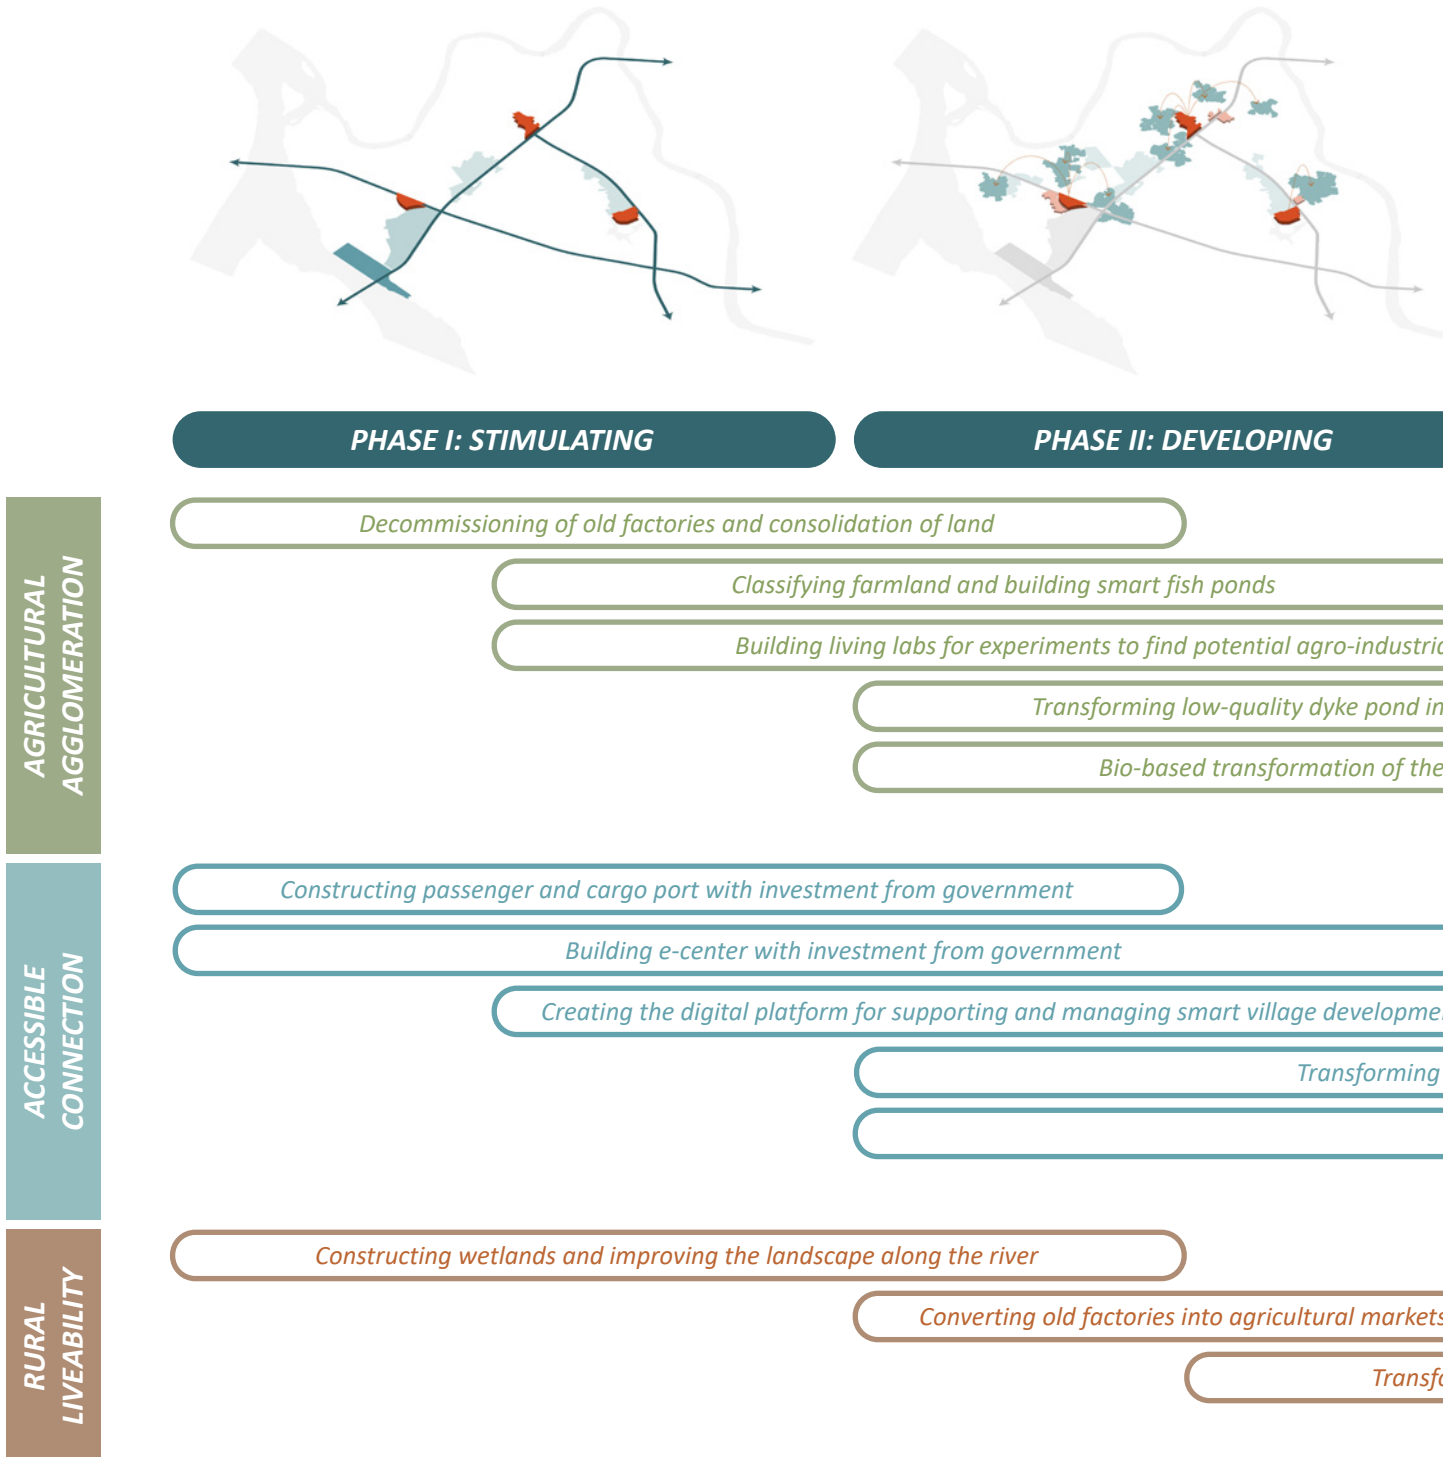 PHASE I: STIMULATING
PHASE II: DEVELOPING
AGRICULTURAL
AGGLOMERATION
Decommissioning of old factories and consolidation of land
Classifying farmland and building smart fish ponds
Building living labs for experiments to find potential agro-industria
Transforming low-quality dyke pond in
Bio-based transformation of the
ACCESSIBLE
CONNECTION
Constructing passenger and cargo port with investment from government
Building e-center with investment from government
Creating the digital platform for supporting and managing smart village developme
Transforming
RURAL
LIVEABILITY
Constructing wetlands and improving the landscape along the river
Converting old factories into agricultural markets
Transfo